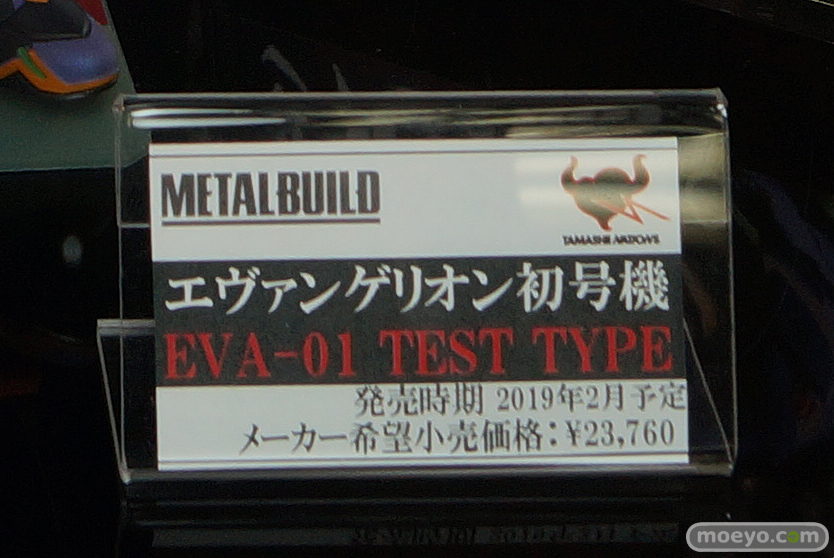 METAL BUILD
TAMASHII NATIONS
エヴァンゲリオン初号機
EVA-01 TEST TYPE
発売時期 2019年2月予定
メーカー希望小売価格：¥23,760
moeyo.com